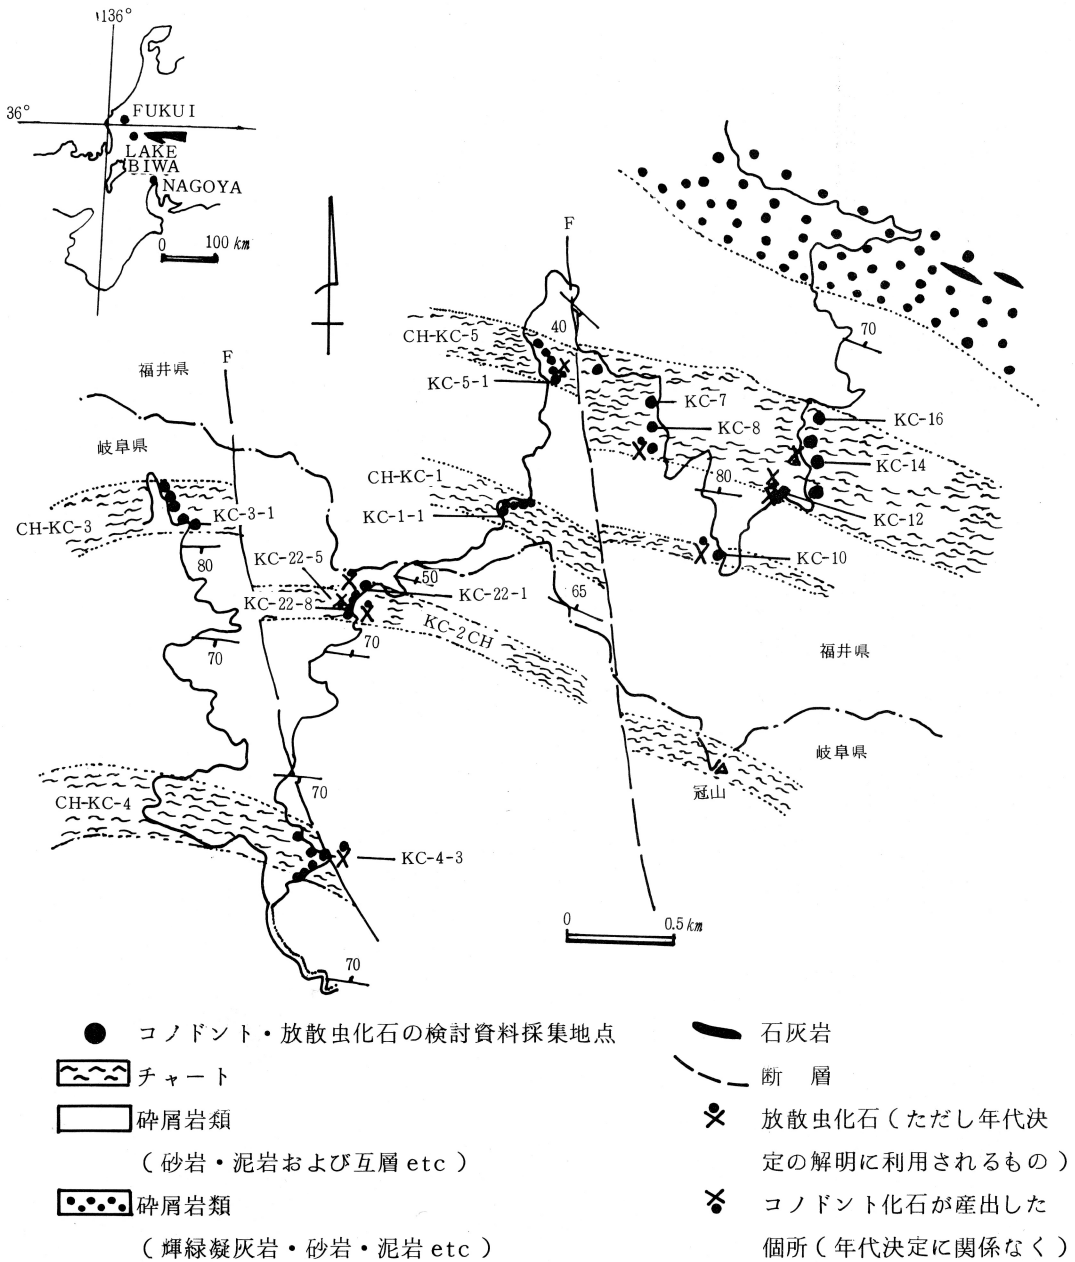 136°
36°
FUKUI
LAKE
BIWA
NAGOYA
0 100 km
F
F
福井県
岐阜県
CH-KC-5
40
KC-5-1
KC-7
KC-8
70
KC-16
KC-14
KC-12
80
KC-10
CH-KC-1
KC-1-1
CH-KC-3
KC-3-1
80
KC-22-5
KC-22-8
50
KC-22-1
65
KC-2CH
70
70
福井県
岐阜県
冠山
CH-KC-4
70
KC-4-3
70
0 0.5 km
コノドント・放散虫化石の検討資料採集地点
チャート
砕屑岩類
(砂岩・泥岩および互層etc)
砕屑岩類
(輝緑凝灰岩・砂岩・泥岩etc)
石灰岩
断 層
放散虫化石(ただし年代決
定の解明に利用されるもの)
コノドント化石が産出した
個所(年代決定に関係なく)